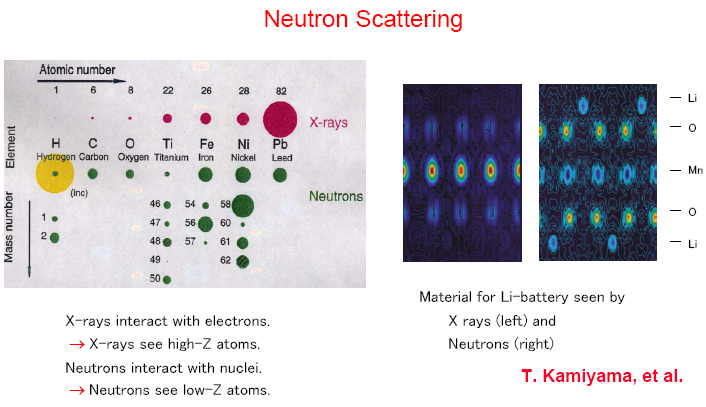 Neutron Scattering
Atomic number
1 6 8 22 26 28 82
X-rays
H C O Ti Fe Ni Pb
Hydrogen Carbon Oxygen Titanium Iron Nickel Lead
(inc)
Neutrons
Element
Mass number
46 54 58
1 47 56 60
2 48 57 61
49 62
50
Li
O
Mn
O
Li
X-rays interact with electrons.
→ X-rays see high-Z atoms.
Neutrons interact with nuclei.
→ Neutrons see low-Z atoms.
Material for Li-battery seen by
X rays (left) and
Neutrons (right)
T. Kamiyama, et al.